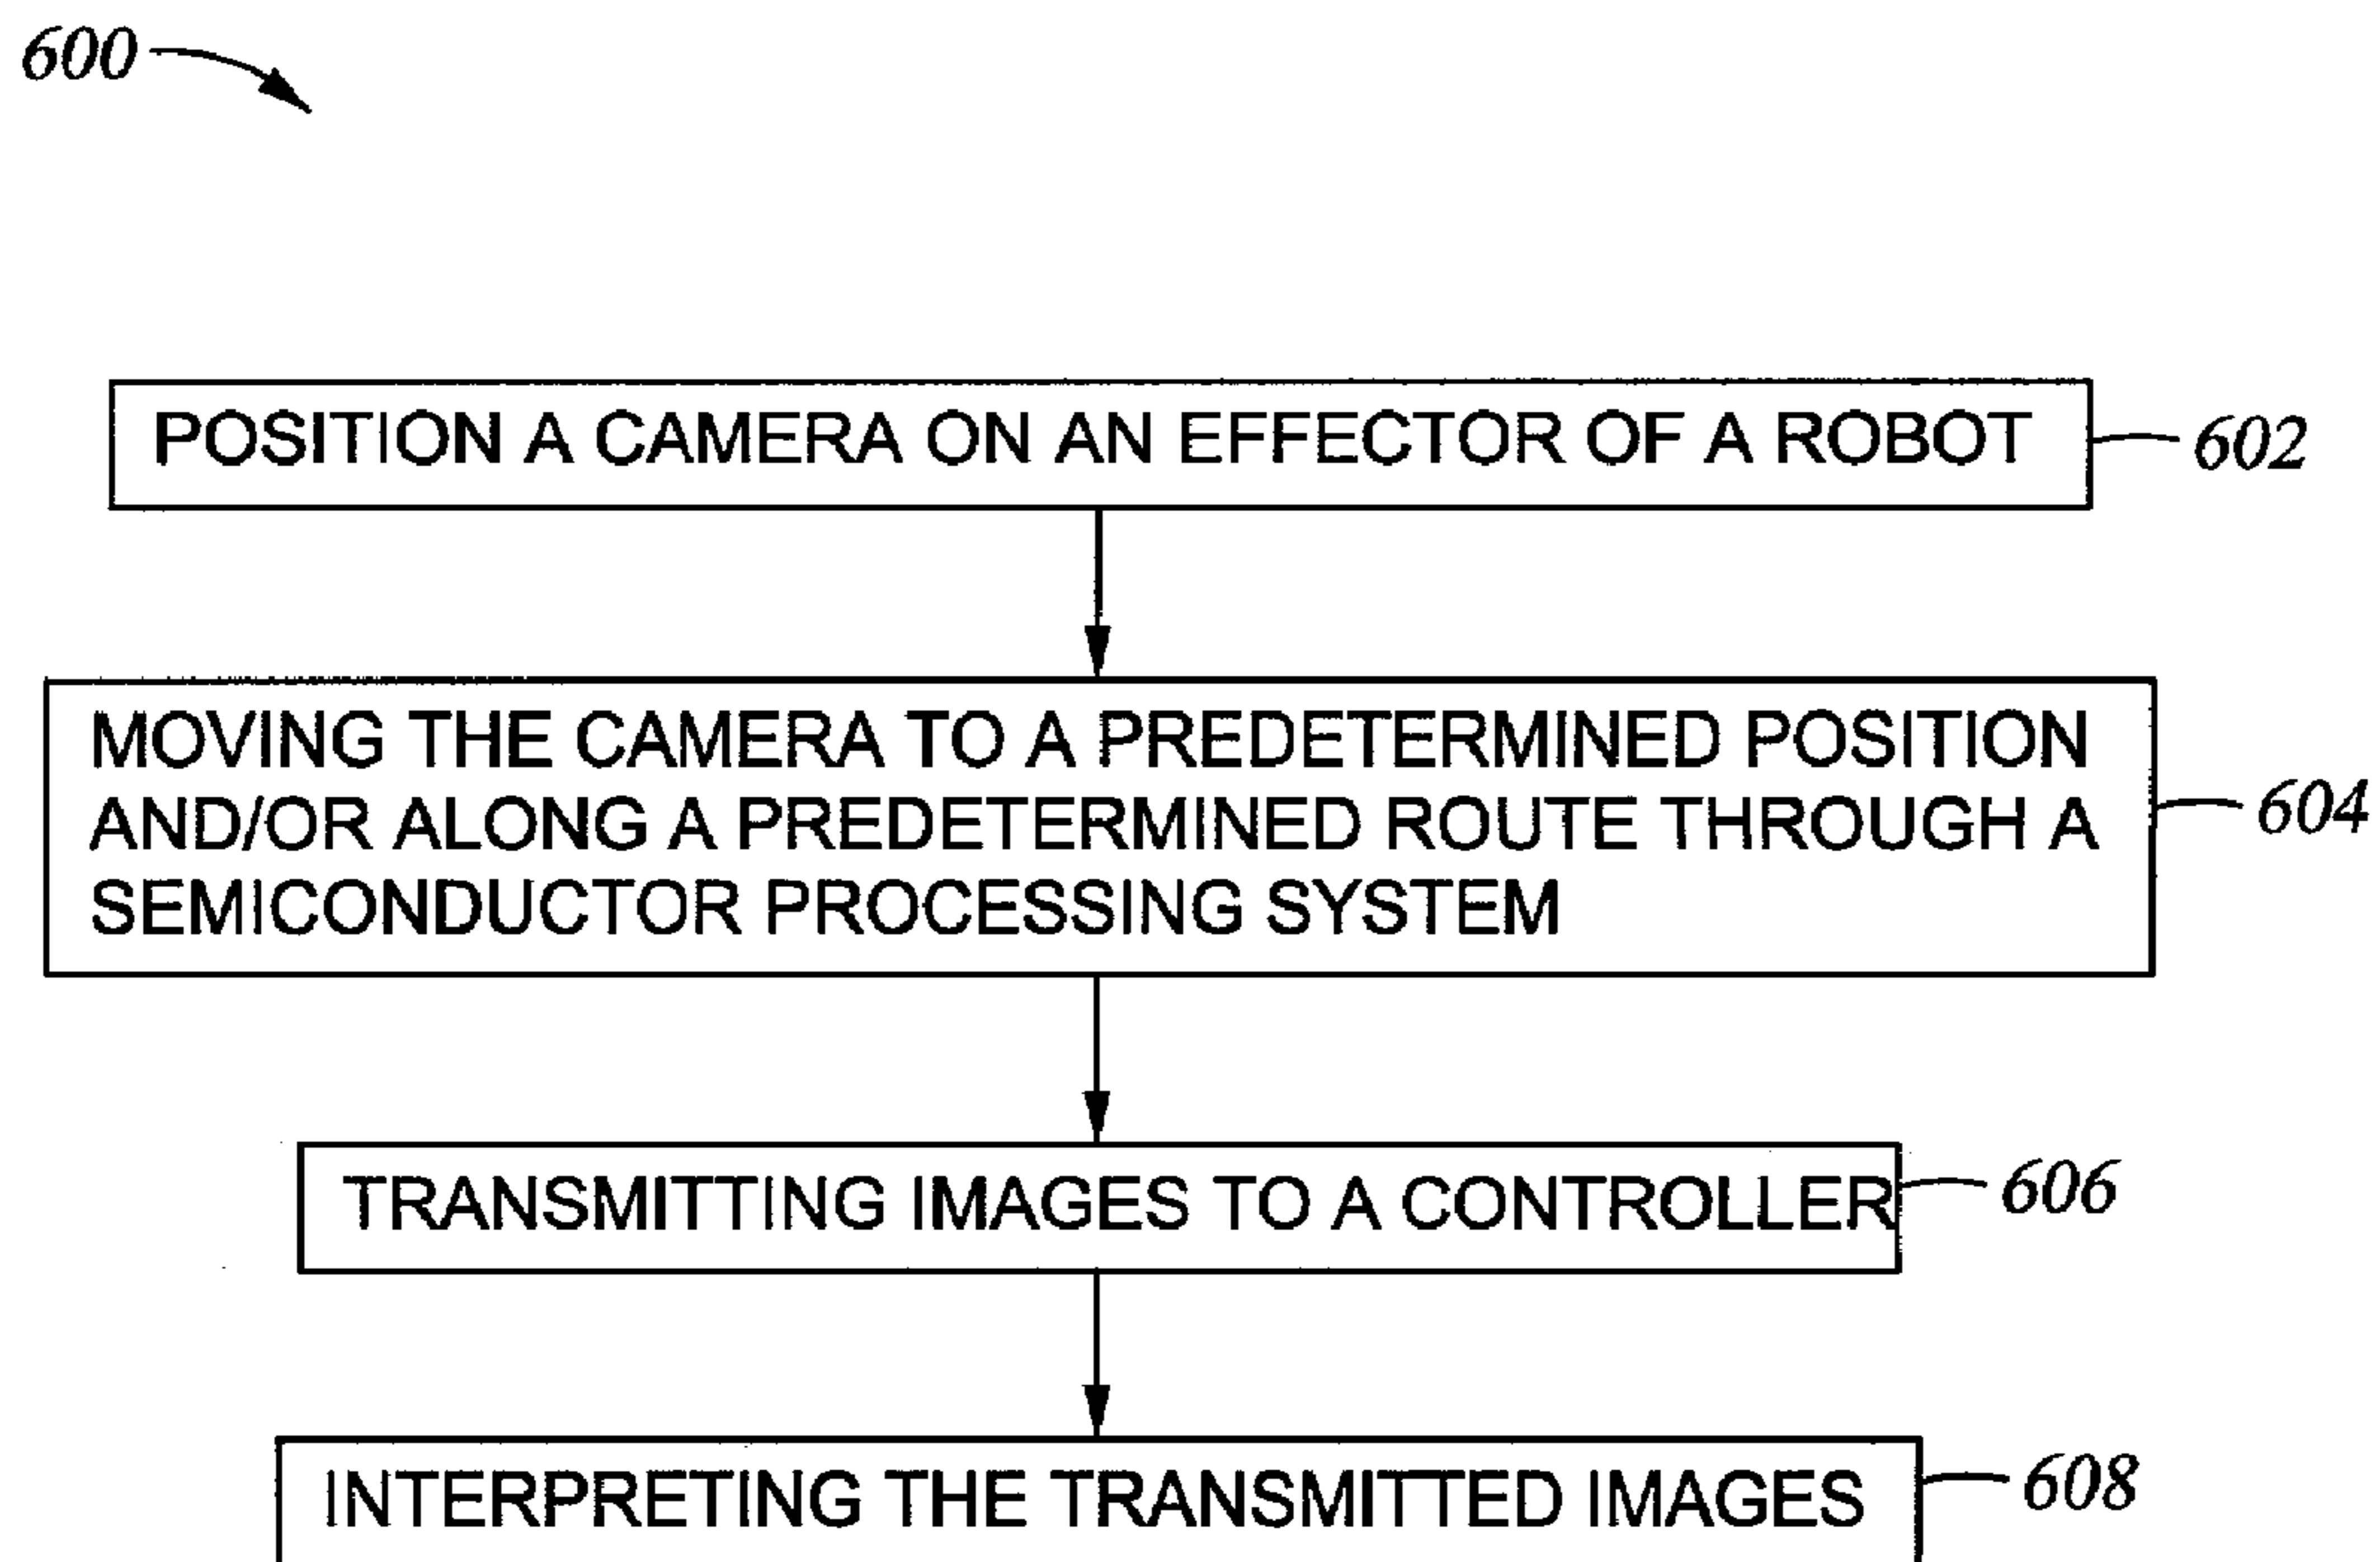 600
POSITION A CAMERA ON AN EFFECTOR OF A ROBOT
602
MOVING THE CAMERA TO A PREDETERMINED POSITION
AND/OR ALONG A PREDETERMINED ROUTE THROUGH A
SEMICONDUCTOR PROCESSING SYSTEM
604
TRANSMITTING IMAGES TO A CONTROLLER
606
INTERPRETING THE TRANSMITTED IMAGES
608